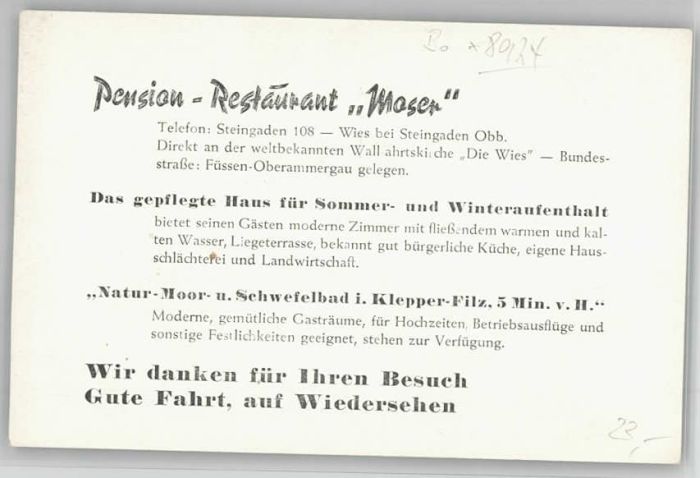 Bo *8924
Pension - Restaurant „Moser“
Telefon: Steingaden 108 — Wies bei Steingaden Obb.
Direkt an der weltbekannten Wall ahrtski che „Die Wies“ — Bundes-
straße: Füssen-Oberammergau gelegen.
Das gepflegte Haus für Sommer- und Winteraufenthalt
bietet seinen Gästen moderne Zimmer mit fließendem warmen und kal-
ten Wasser, Liegeterrasse, bekannt gut bürgerliche Küche, eigene Haus-
schlächterei und Landwirtschaft.
„Natur-Moor- u. Schwefelbad i. Klepper-Filz, 5 Min. v. H.“
Moderne, gemütliche Gasträume, für Hochzeiten, Betriebsausflüge und
sonstige Festlichkeiten geeignet, stehen zur Verfügung.
Wir danken für Ihren Besuch
Gute Fahrt, auf Wiedersehen
23,-